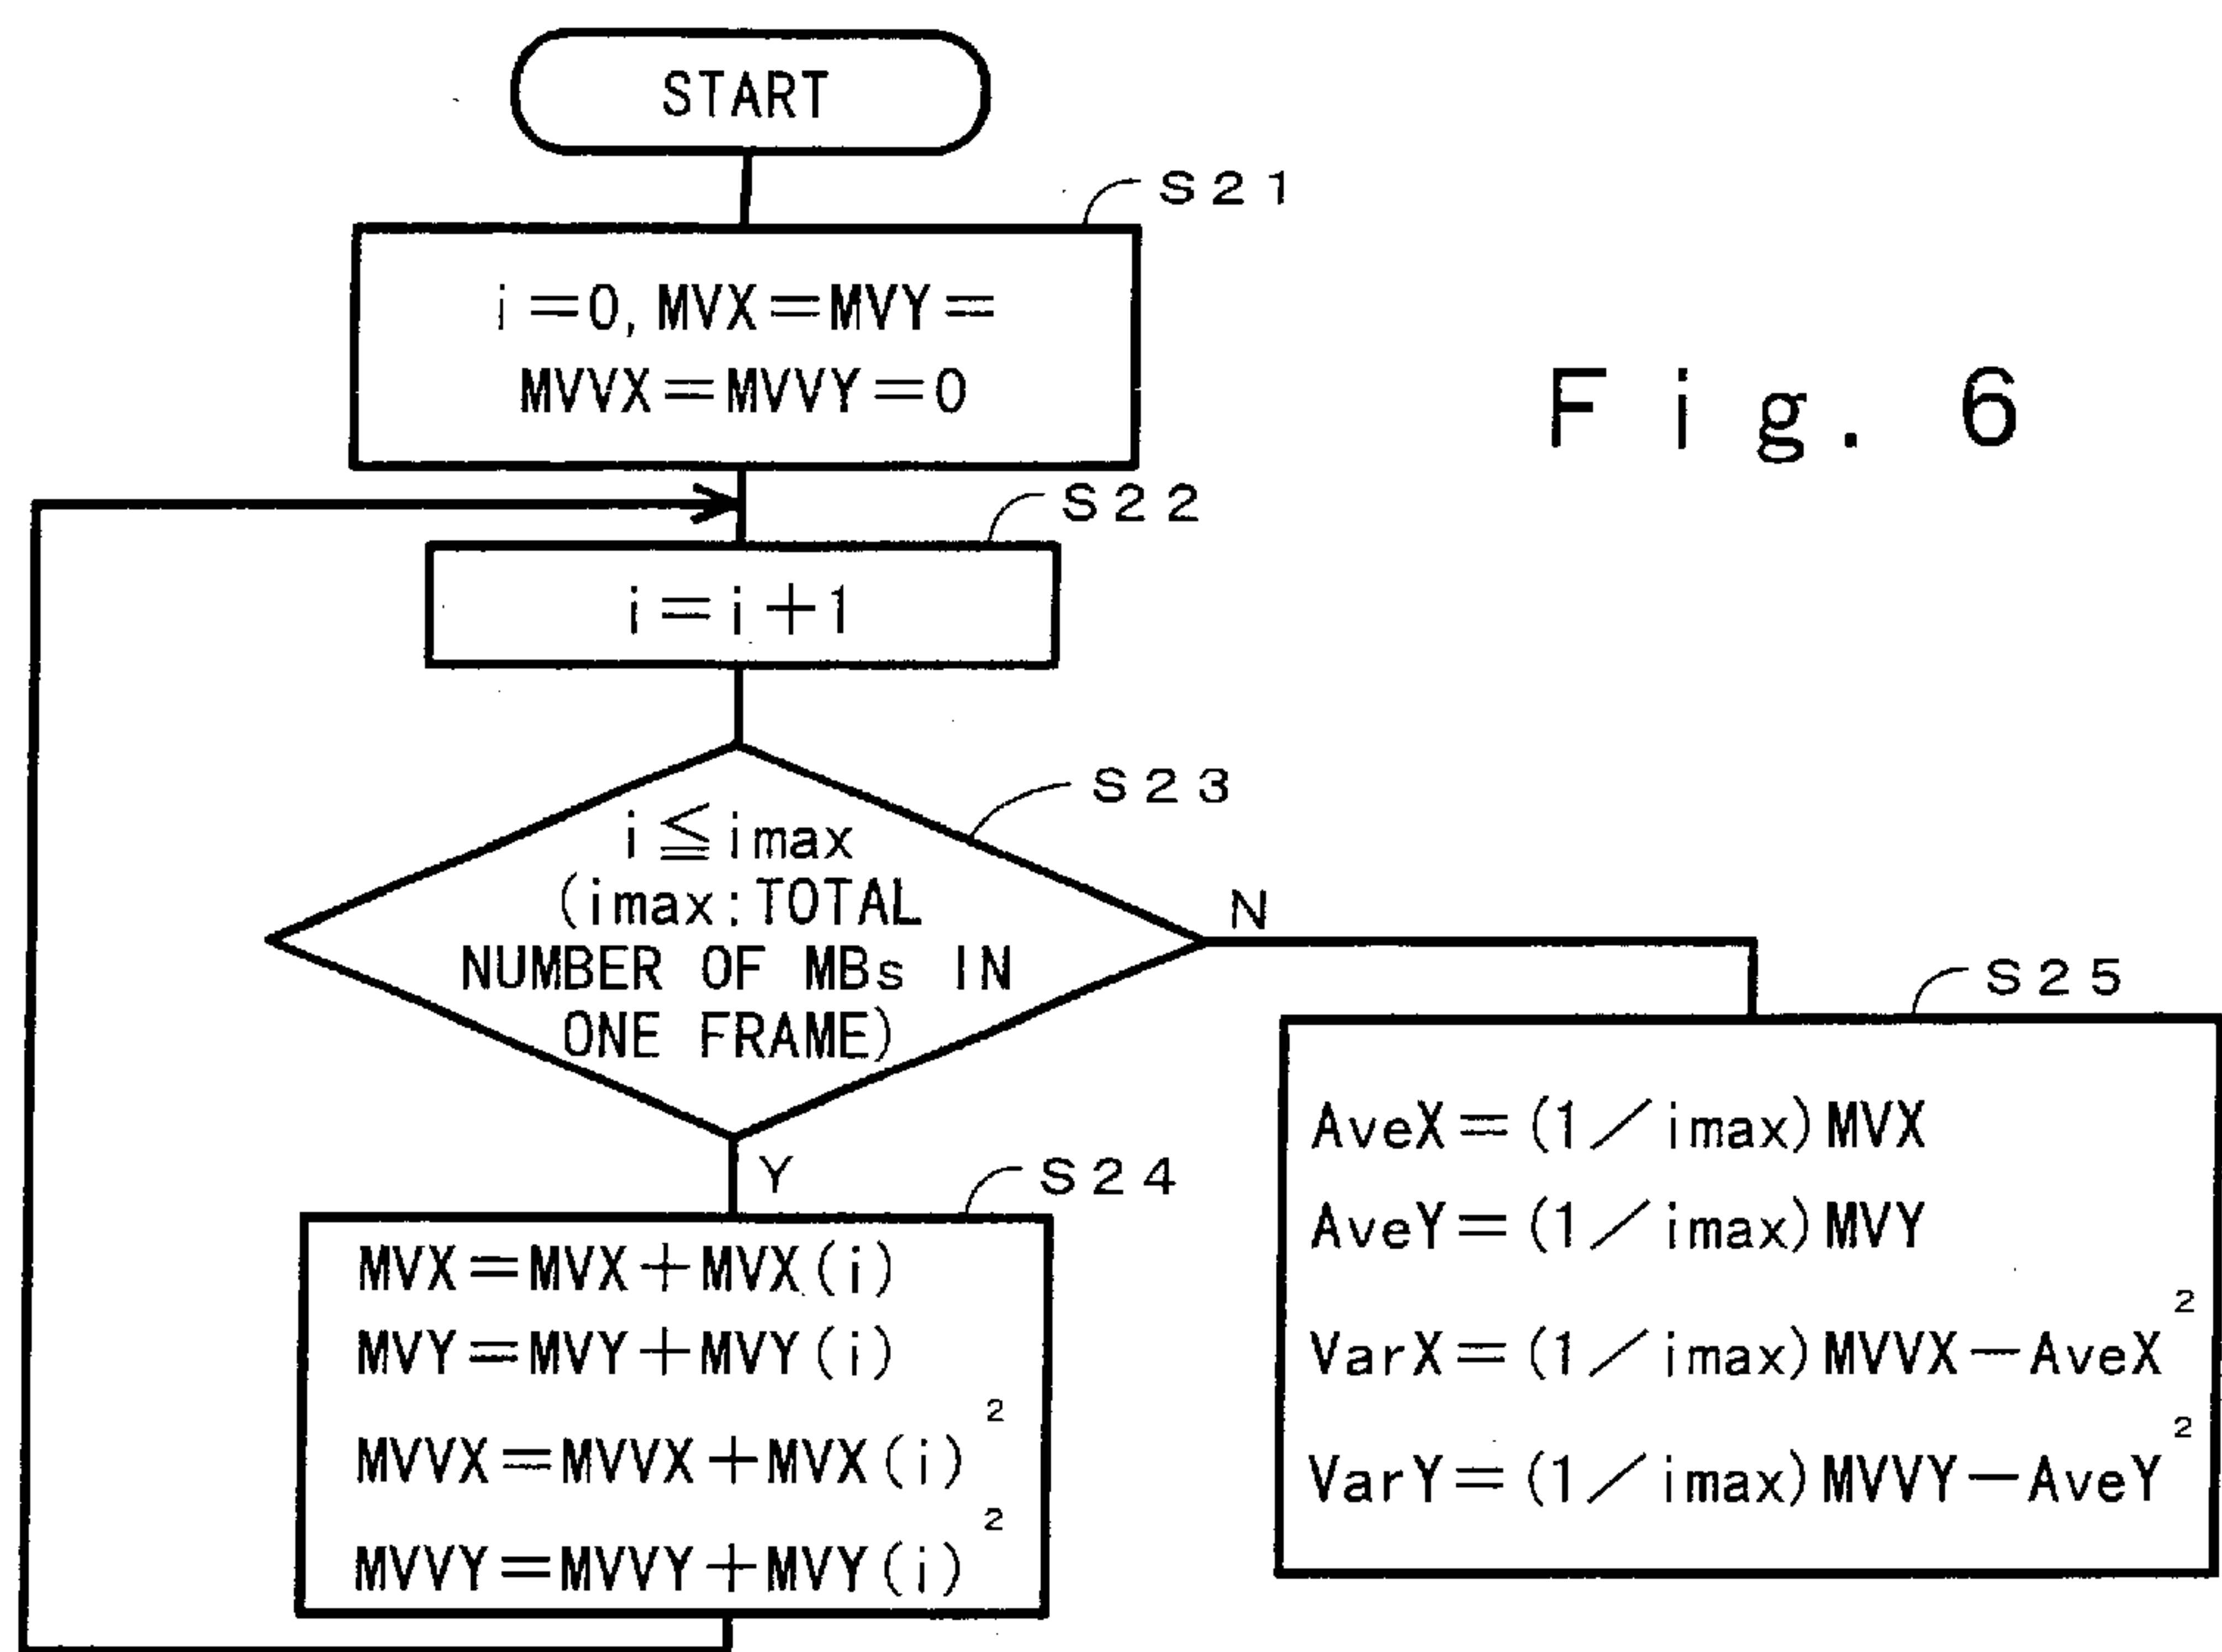 START
S21
i=0,MVX=MVY=
MVVX=MVVY=0
Fig. 6
S22
i=i+1
S23
i≦imax
(imax:TOTAL
NUMBER OF MBs IN
ONE FRAME)
N
Y
S24
MVX=MVX+MVX(i)
MVY=MVY+MVY(i)
MVVX=MVVX+MVX(i)²
MVVY=MVVY+MVY(i)²
S25
AveX=(1/imax)MVX
AveY=(1/imax)MVY
VarX=(1/imax)MVVX-AveX²
VarY=(1/imax)MVVY-AveY²